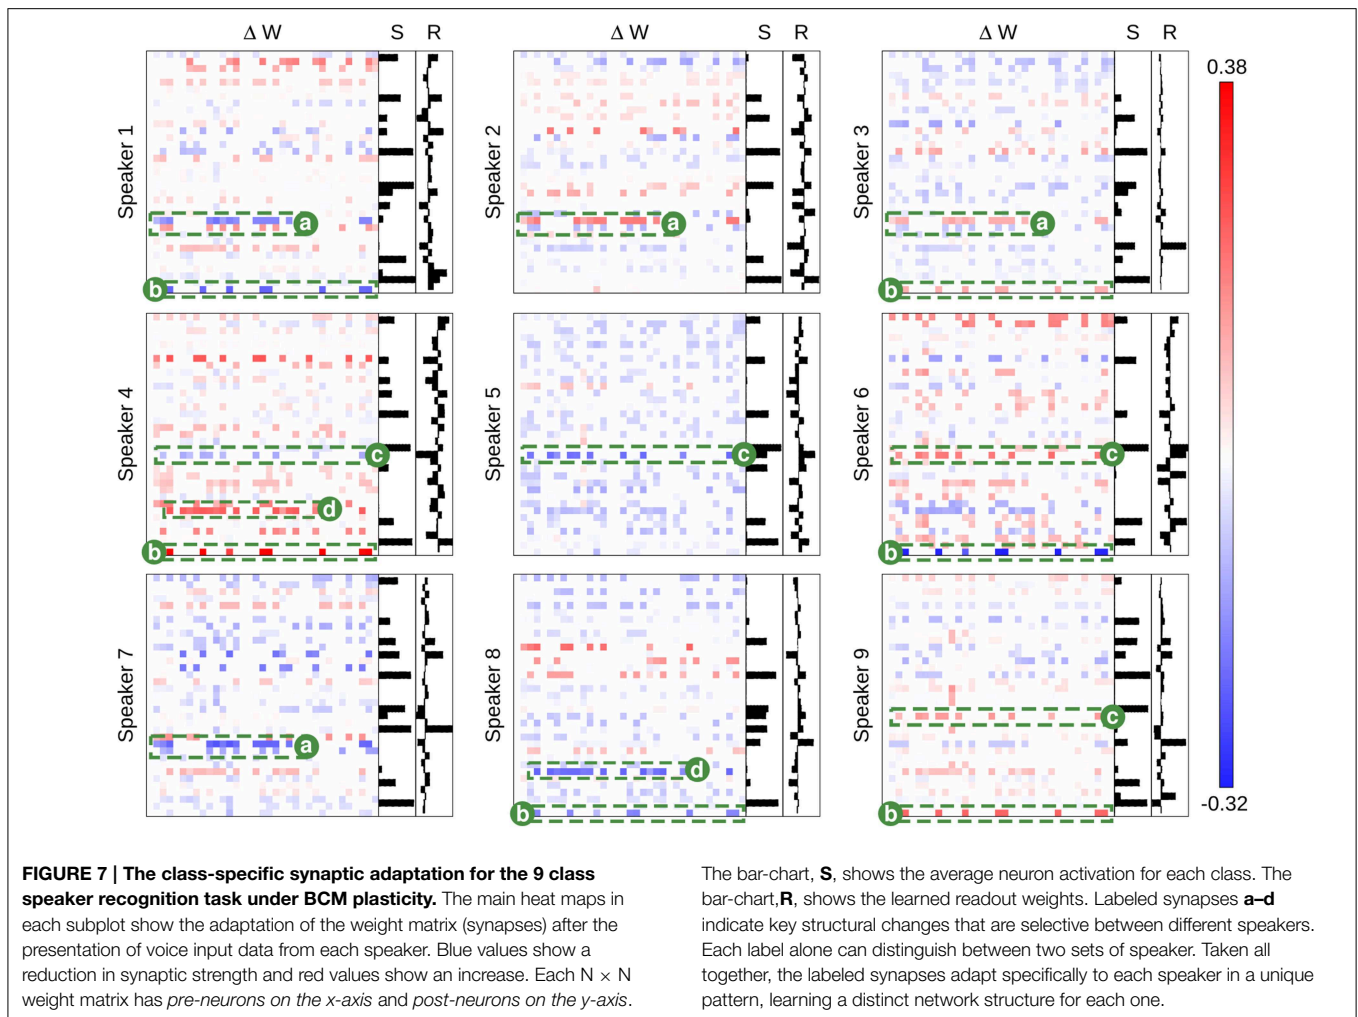 Δ W S R
Δ W S R
Δ W S R
0.38
-0.32
Speaker 1
a
b
Speaker 2
a
Speaker 3
a
b
Speaker 4
c
d
b
Speaker 5
c
Speaker 6
c
b
Speaker 7
a
Speaker 8
d
b
Speaker 9
c
b
FIGURE 7 | The class-specific synaptic adaptation for the 9 class
speaker recognition task under BCM plasticity. The main heat maps in
each subplot show the adaptation of the weight matrix (synapses) after the
presentation of voice input data from each speaker. Blue values show a
reduction in synaptic strength and red values show an increase. Each N × N
weight matrix has pre-neurons on the x-axis and post-neurons on the y-axis.
The bar-chart, S, shows the average neuron activation for each class. The
bar-chart,R, shows the learned readout weights. Labeled synapses a–d
indicate key structural changes that are selective between different speakers.
Each label alone can distinguish between two sets of speaker. Taken all
together, the labeled synapses adapt specifically to each speaker in a unique
pattern, learning a distinct network structure for each one.